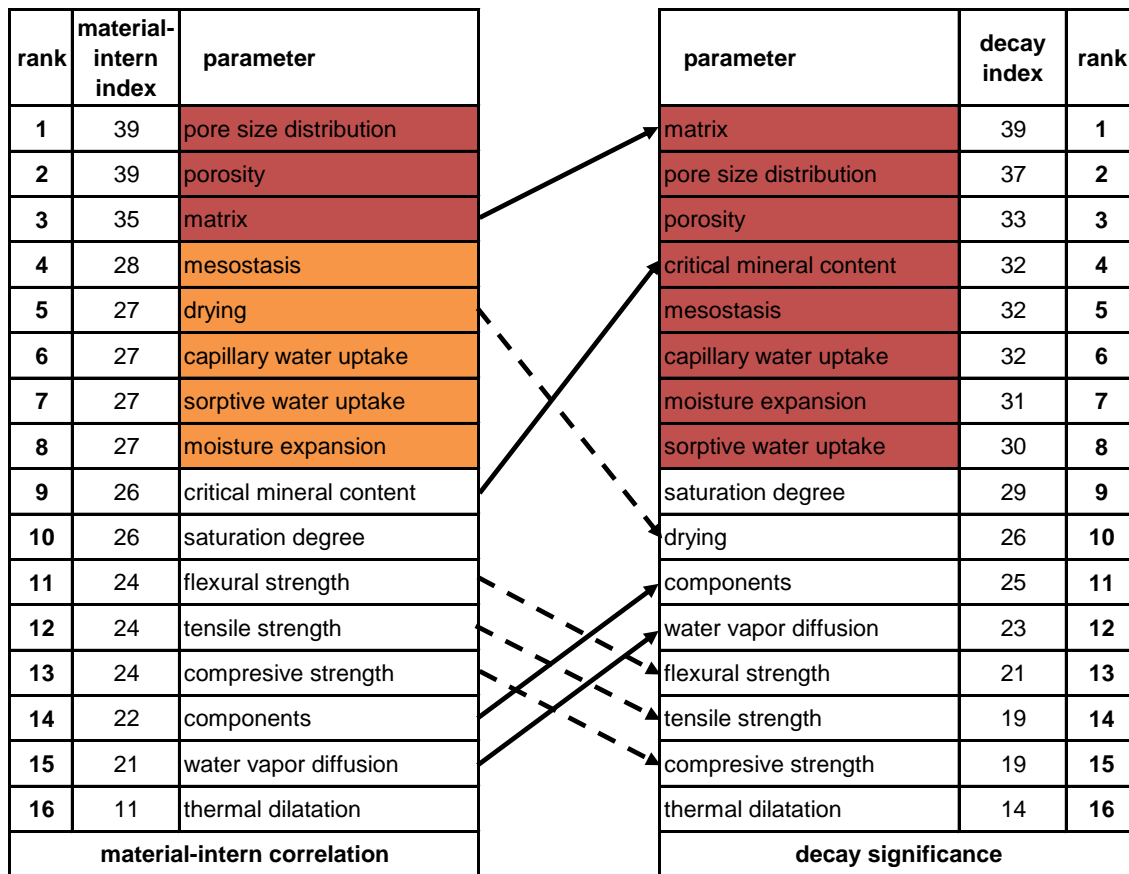 rank material-intern index parameter
1 39 pore size distribution
2 39 porosity
3 35 matrix
4 28 mesostasis
5 27 drying
6 27 capillary water uptake
7 27 sorptive water uptake
8 27 moisture expansion
9 26 critical mineral content
10 26 saturation degree
11 24 flexural strength
12 24 tensile strength
13 24 compresive strength
14 22 components
15 21 water vapor diffusion
16 11 thermal dilatation
material-intern correlation
parameter decay index rank
matrix 39 1
pore size distribution 37 2
porosity 33 3
critical mineral content 32 4
mesostasis 32 5
capillary water uptake 32 6
moisture expansion 31 7
sorptive water uptake 30 8
saturation degree 29 9
drying 26 10
components 25 11
water vapor diffusion 23 12
flexural strength 21 13
tensile strength 19 14
compresive strength 19 15
thermal dilatation 14 16
decay significance